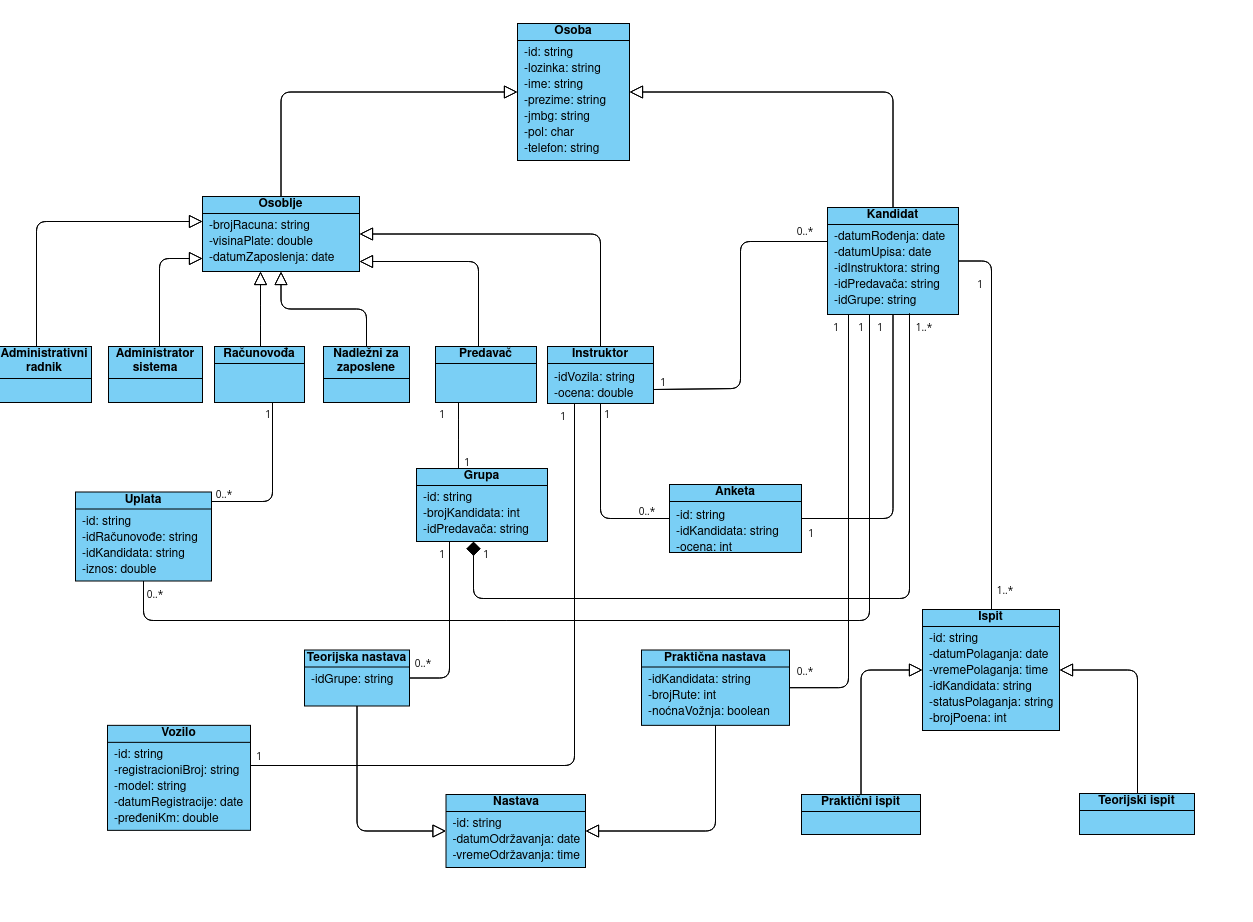 Osoba
-id: string
-lozinka: string
-ime: string
-prezime: string
-jmbg: string
-pol: char
-telefon: string
Osoblje
-brojRacuna: string
-visinaPlate: double
-datumZaposlenja: date
Kandidat
-datumRođenja: date
-datumUpisa: date
-idInstruktora: string
-idPredavača: string
-idGrupe: string
0..*
1
1
1
1
1..*
Administrativni
radnik
Administrator
sistema
Računovođa
Nadležni za
zaposlene
Predavač
Instruktor
-idVozila: string
-ocena: double
1
1
1
1
1
1
Grupa
-id: string
-brojKandidata: int
-idPredavača: string
1
1
Uplata
-id: string
-idRačunovođe: string
-idKandidata: string
-iznos: double
0..*
0..*
Anketa
-id: string
-idKandidata: string
-ocena: int
0..*
1
1..*
Ispit
-id: string
-datumPolaganja: date
-vremePolaganja: time
-idKandidata: string
-statusPolaganja: string
-brojPoena: int
Teorijska nastava
-idGrupe: string
0..*
Praktična nastava
-idKandidata: string
-brojRute: int
-noćnaVožnja: boolean
0..*
Vozilo
-id: string
-registracioniBroj: string
-model: string
-datumRegistracije: date
-pređeniKm: double
1
Nastava
-id: string
-datumOdržavanja: date
-vremeOdržavanja: time
Praktični ispit
Teorijski ispit